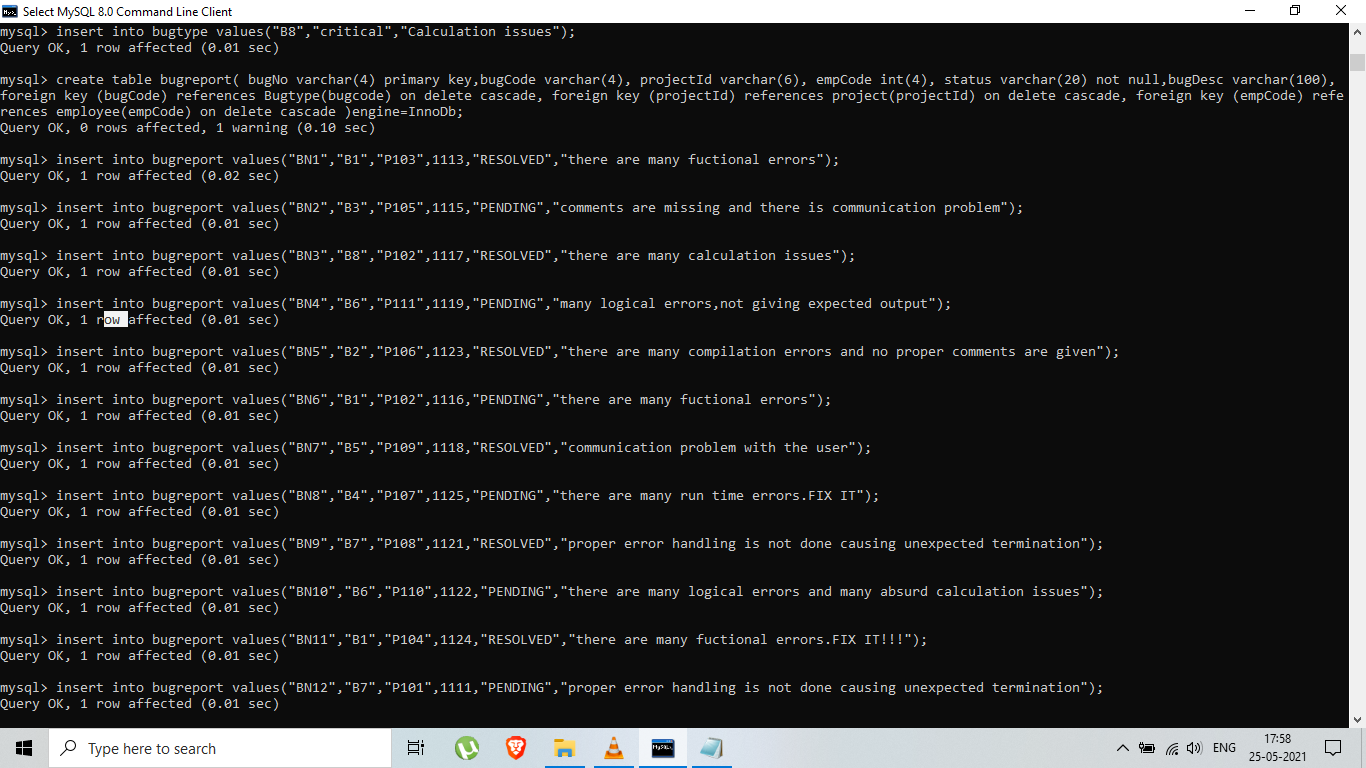 Select MySQL 8.0 Command Line Client
mysql> insert into bugtype values("B8","critical","Calculation issues");
Query OK, 1 row affected (0.01 sec)
mysql> create table bugreport( bugNo varchar(4) primary key,bugCode varchar(4), projectId varchar(6), empCode int(4), status varchar(20) not null,bugDesc varchar(100),
foreign key (bugCode) references Bugtype(bugcode) on delete cascade, foreign key (projectId) references project(projectId) on delete cascade, foreign key (empCode) refe
rences employee(empCode) on delete cascade )engine=InnoDb;
Query OK, 0 rows affected, 1 warning (0.10 sec)
mysql> insert into bugreport values("BN1","B1","P103",1113,"RESOLVED","there are many fuctional errors");
Query OK, 1 row affected (0.02 sec)
mysql> insert into bugreport values("BN2","B3","P105",1115,"PENDING","comments are missing and there is communication problem");
Query OK, 1 row affected (0.01 sec)
mysql> insert into bugreport values("BN3","B8","P102",1117,"RESOLVED","there are many calculation issues");
Query OK, 1 row affected (0.01 sec)
mysql> insert into bugreport values("BN4","B6","P111",1119,"PENDING","many logical errors,not giving expected output");
Query OK, 1 row affected (0.01 sec)
mysql> insert into bugreport values("BN5","B2","P106",1123,"RESOLVED","there are many compilation errors and no proper comments are given");
Query OK, 1 row affected (0.01 sec)
mysql> insert into bugreport values("BN6","B1","P102",1116,"PENDING","there are many fuctional errors");
Query OK, 1 row affected (0.01 sec)
mysql> insert into bugreport values("BN7","B5","P109",1118,"RESOLVED","communication problem with the user");
Query OK, 1 row affected (0.01 sec)
mysql> insert into bugreport values("BN8","B4","P107",1125,"PENDING","there are many run time errors.FIX IT");
Query OK, 1 row affected (0.01 sec)
mysql> insert into bugreport values("BN9","B7","P108",1121,"RESOLVED","proper error handling is not done causing unexpected termination");
Query OK, 1 row affected (0.01 sec)
mysql> insert into bugreport values("BN10","B6","P110",1122,"PENDING","there are many logical errors and many absurd calculation issues");
Query OK, 1 row affected (0.01 sec)
mysql> insert into bugreport values("BN11","B1","P104",1124,"RESOLVED","there are many fuctional errors.FIX IT!!!");
Query OK, 1 row affected (0.01 sec)
mysql> insert into bugreport values("BN12","B7","P101",1111,"PENDING","proper error handling is not done causing unexpected termination");
Query OK, 1 row affected (0.01 sec)
Type here to search
ENG
17:58
25-05-2021